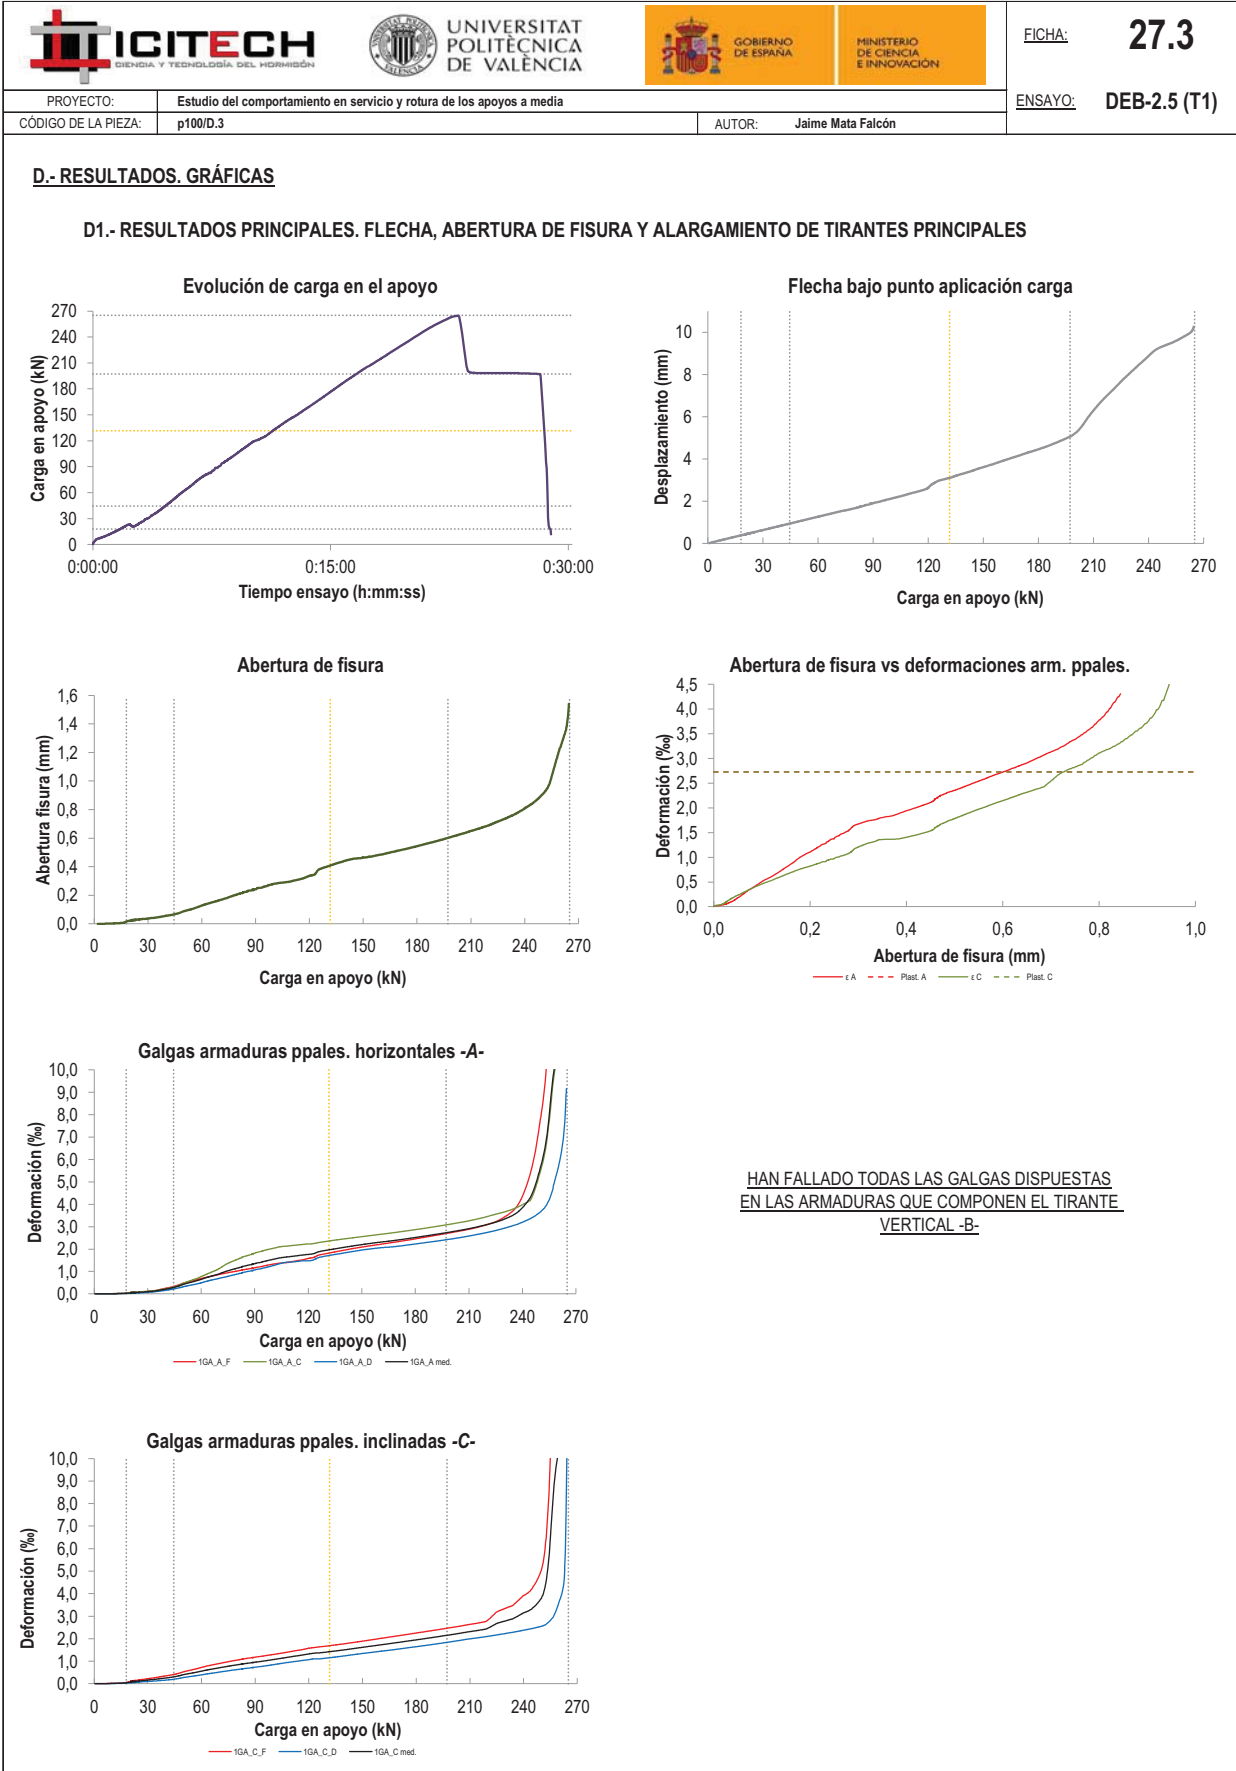 ICITECH
CIENCIA Y TECNOLOGÍA DEL HORMIGÓN
UNIVERSITAT
POLITÈCNICA
DE VALÈNCIA
GOBIERNO
DE ESPAÑA
MINISTERIO
DE CIENCIA
E INNOVACIÓN
FICHA: 27.3
PROYECTO: Estudio del comportamiento en servicio y rotura de los apoyos a media
ENSAYO: DEB-2.5 (T1)
CÓDIGO DE LA PIEZA: p100/D.3
AUTOR: Jaime Mata Falcón
D.- RESULTADOS. GRÁFICAS
D1.- RESULTADOS PRINCIPALES. FLECHA, ABERTURA DE FISURA Y ALARGAMIENTO DE TIRANTES PRINCIPALES
Evolución de carga en el apoyo
Carga en apoyo (kN)
270
240
210
180
150
120
90
60
30
0
0:00:00 0:15:00 0:30:00
Tiempo ensayo (h:mm:ss)
Flecha bajo punto aplicación carga
Desplazamiento (mm)
10
8
6
4
2
0
0 30 60 90 120 150 180 210 240 270
Carga en apoyo (kN)
Abertura de fisura
Abertura fisura (mm)
1,6
1,4
1,2
1,0
0,8
0,6
0,4
0,2
0,0
0 30 60 90 120 150 180 210 240 270
Carga en apoyo (kN)
Abertura de fisura vs deformaciones arm. ppales.
Deformación (‰)
4,5
4,0
3,5
3,0
2,5
2,0
1,5
1,0
0,5
0,0
0,0 0,2 0,4 0,6 0,8 1,0
Abertura de fisura (mm)
ε A Plast. A ε C Plast. C
Galgas armaduras ppales. horizontales -A-
Deformación (‰)
10,0
9,0
8,0
7,0
6,0
5,0
4,0
3,0
2,0
1,0
0,0
0 30 60 90 120 150 180 210 240 270
Carga en apoyo (kN)
1GA_A_F 1GA_A_C 1GA_A_D 1GA_A med.
HAN FALLADO TODAS LAS GALGAS DISPUESTAS
EN LAS ARMADURAS QUE COMPONEN EL TIRANTE
VERTICAL -B-
Galgas armaduras ppales. inclinadas -C-
Deformación (‰)
10,0
9,0
8,0
7,0
6,0
5,0
4,0
3,0
2,0
1,0
0,0
0 30 60 90 120 150 180 210 240 270
Carga en apoyo (kN)
1GA_C_F 1GA_C_D 1GA_C med.